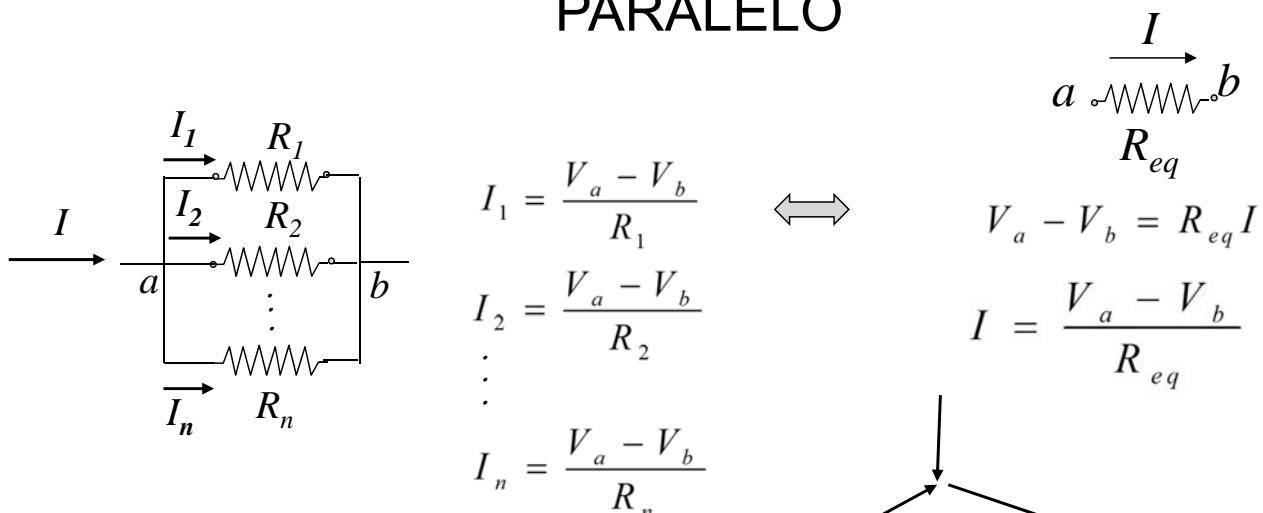 PARALELO
I
a b
R_eq
I_1 R_1
I_2 R_2
I
a b
⋮
I_n R_n
I_1 = (V_a − V_b) / R_1
I_2 = (V_a − V_b) / R_2
⋮
I_n = (V_a − V_b) / R_n
V_a − V_b = R_eq I
I = (V_a − V_b) / R_eq